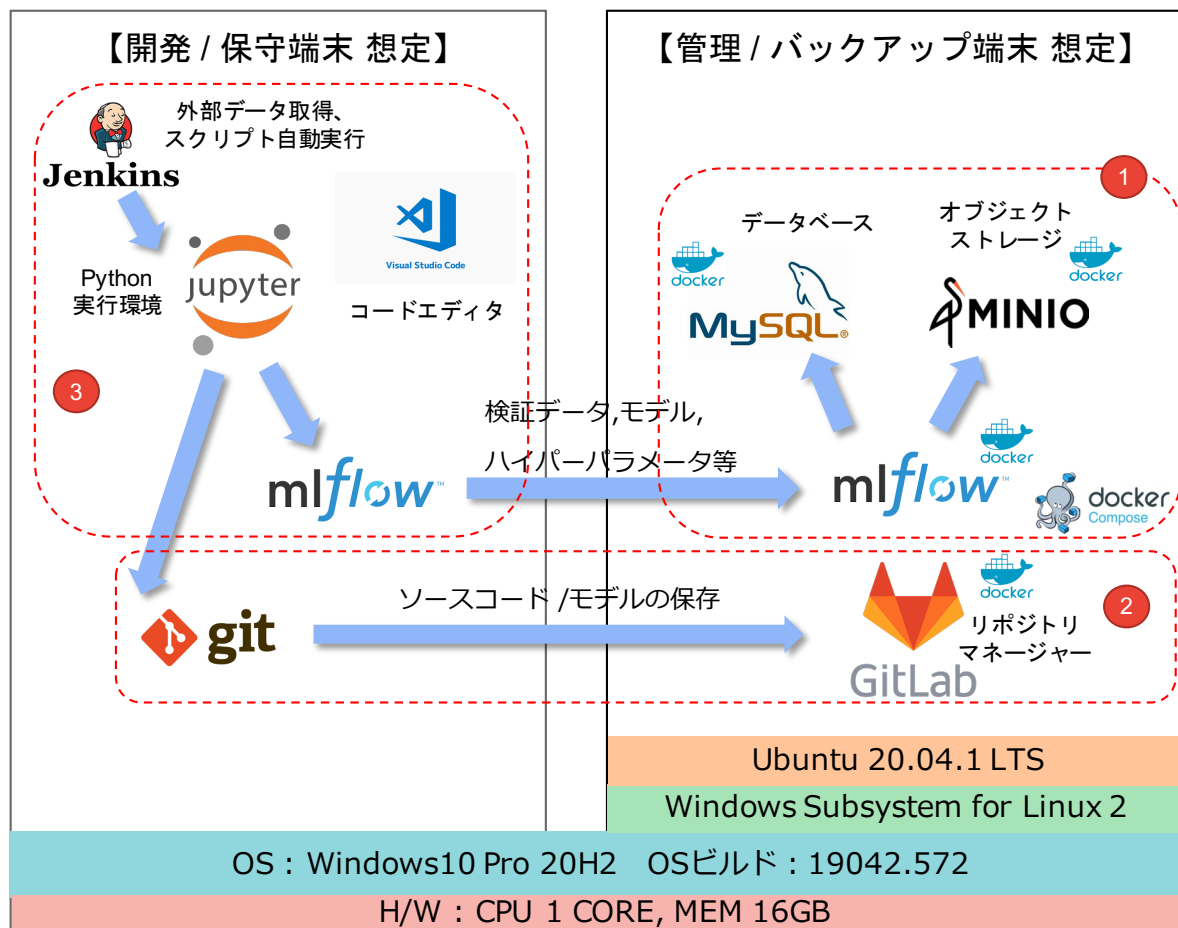 【開発 / 保守端末 想定】
外部データ取得、
スクリプト自動実行
Jenkins
Visual Studio Code
コードエディタ
Python
実行環境
jupyter
3
mlflow™
検証データ,モデル,
ハイパーパラメータ等
git
ソースコード /モデルの保存
【管理 / バックアップ端末 想定】
1
データベース
オブジェクト
ストレージ
docker
MySQL®
docker
MINIO
docker
mlflow™
docker
Compose
docker
2
リポジトリ
マネージャー
GitLab
Ubuntu 20.04.1 LTS
Windows Subsystem for Linux 2
OS : Windows10 Pro 20H2 OSビルド : 19042.572
H/W : CPU 1 CORE, MEM 16GB